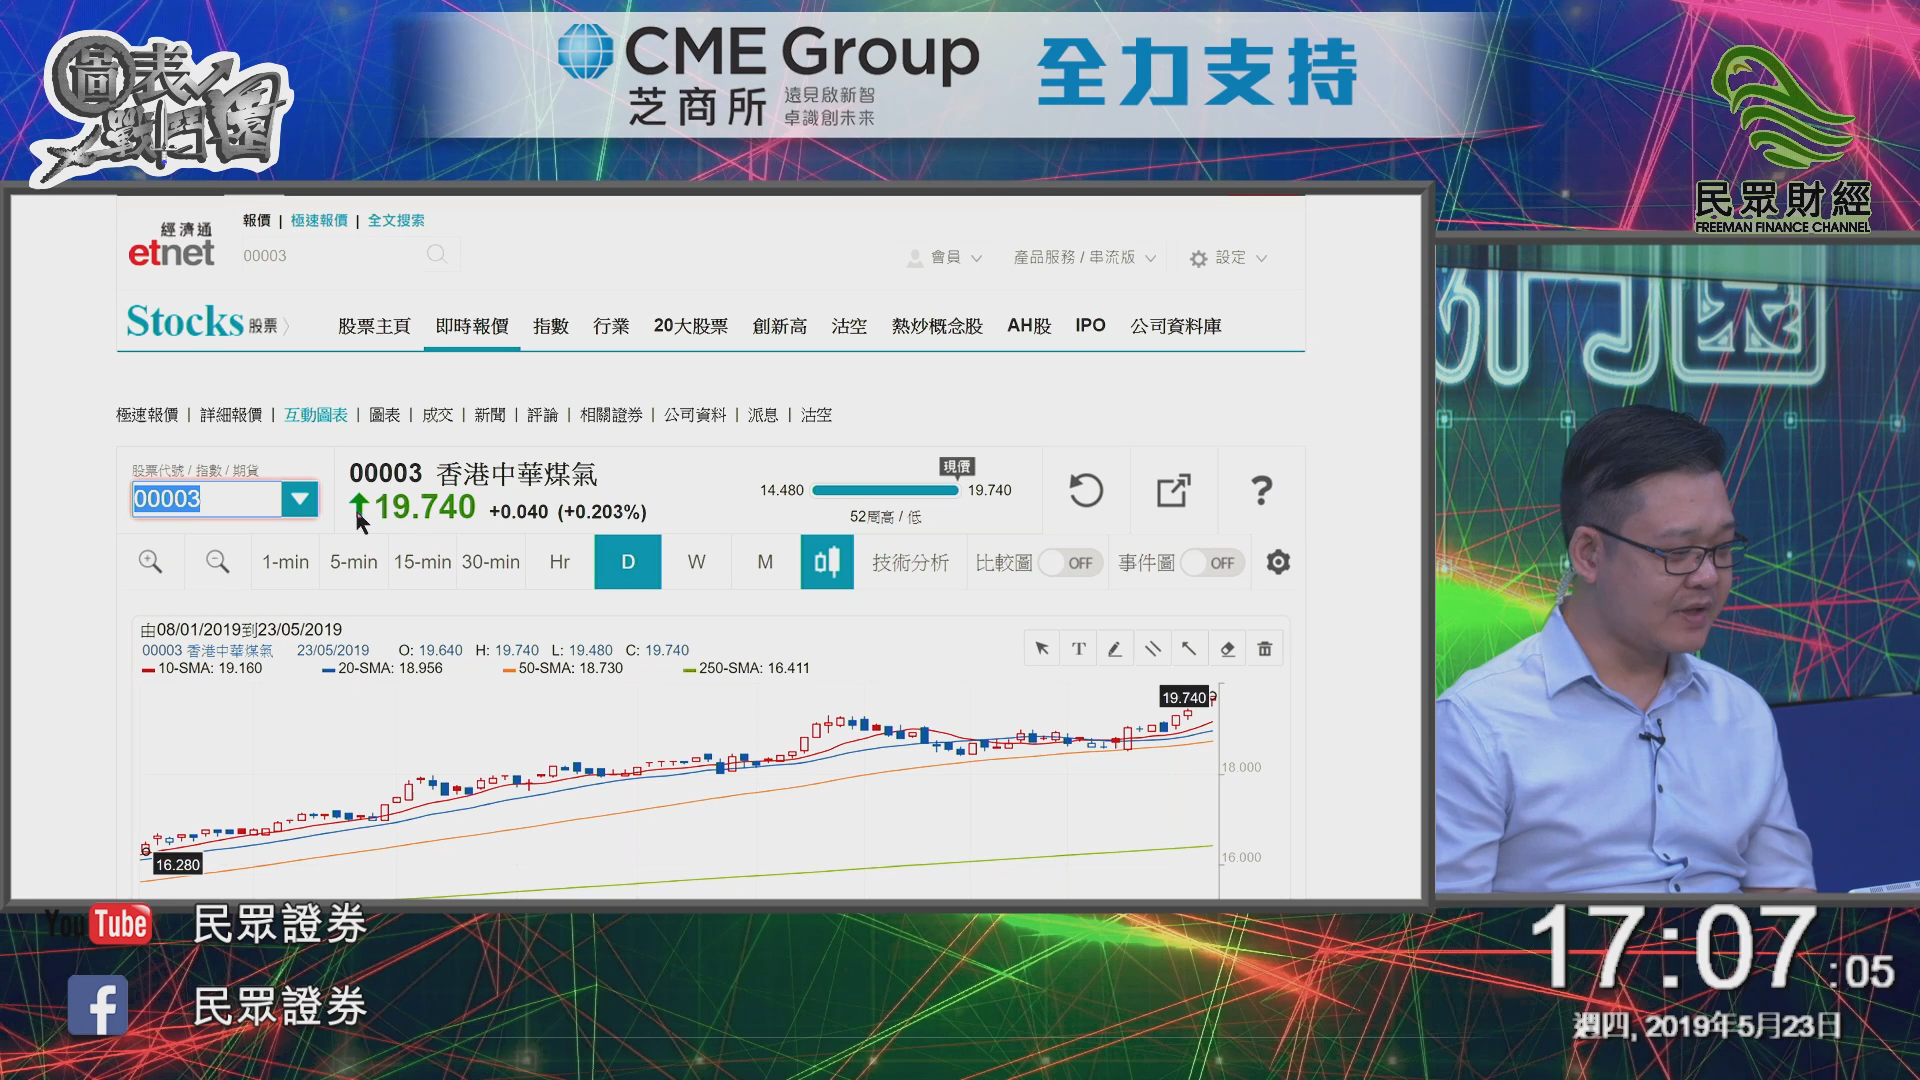 圖表戰鬥園
CME Group
芝商所
遠見啟新智
卓識創未來
全力支持
民眾財經
FREEMAN FINANCE CHANNEL
經濟通
etnet
報價 | 極速報價 | 全文搜索
00003
會員
產品服務 / 串流版
設定
Stocks 股票
股票主頁 即時報價 指數 行業 20大股票 創新高 沽空 熱炒概念股 AH股 IPO 公司資料庫
極速報價 | 詳細報價 | 互動圖表 | 圖表 | 成交 | 新聞 | 評論 | 相關證券 | 公司資料 | 派息 | 沽空
股票代號 / 指數 / 期貨
00003
00003 香港中華煤氣
19.740 +0.040 (+0.203%)
現價
14.480 19.740
52周高 / 低
?
1-min 5-min 15-min 30-min Hr D W M 技術分析 比較圖 OFF 事件圖 OFF
由08/01/2019到23/05/2019
00003 香港中華煤氣 23/05/2019 O: 19.640 H: 19.740 L: 19.480 C: 19.740
10-SMA: 19.160 20-SMA: 18.956 50-SMA: 18.730 250-SMA: 16.411
T
19.740
18.000
16.000
16.280
鬥園
YouTube 民眾證券
f 民眾證券
17:07:05
週四, 2019年5月23日